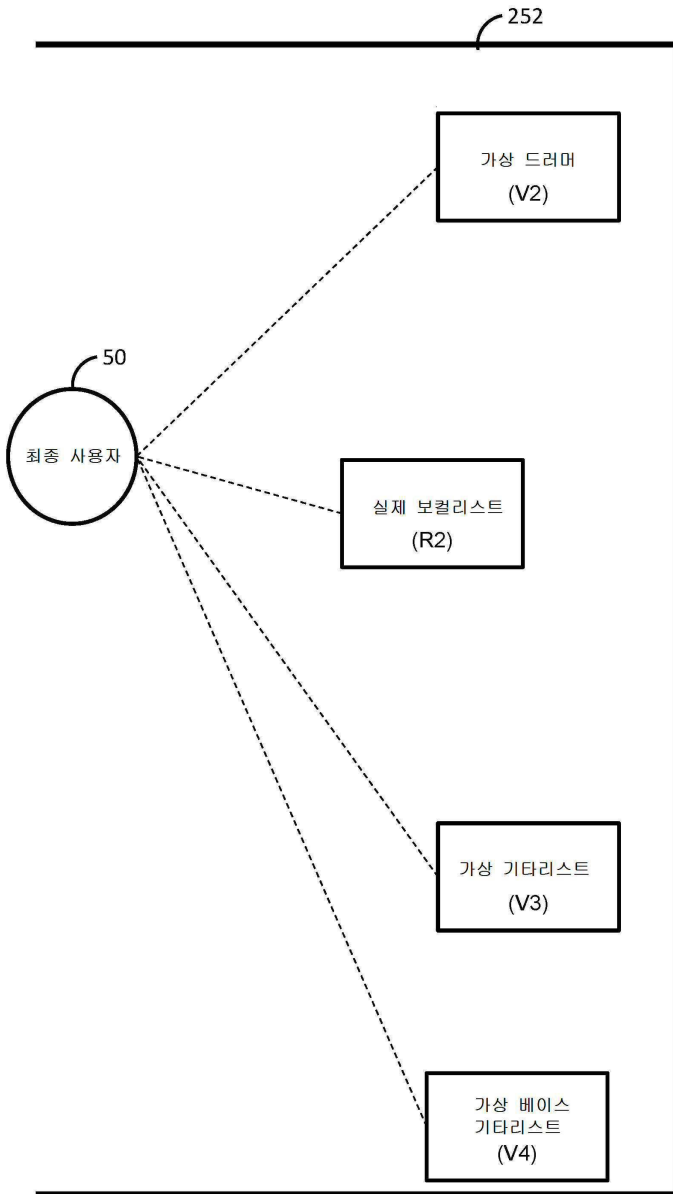 252
가상 드러머
(V2)
50
최종 사용자
실제 보컬리스트
(R2)
가상 기타리스트
(V3)
가상 베이스
기타리스트
(V4)